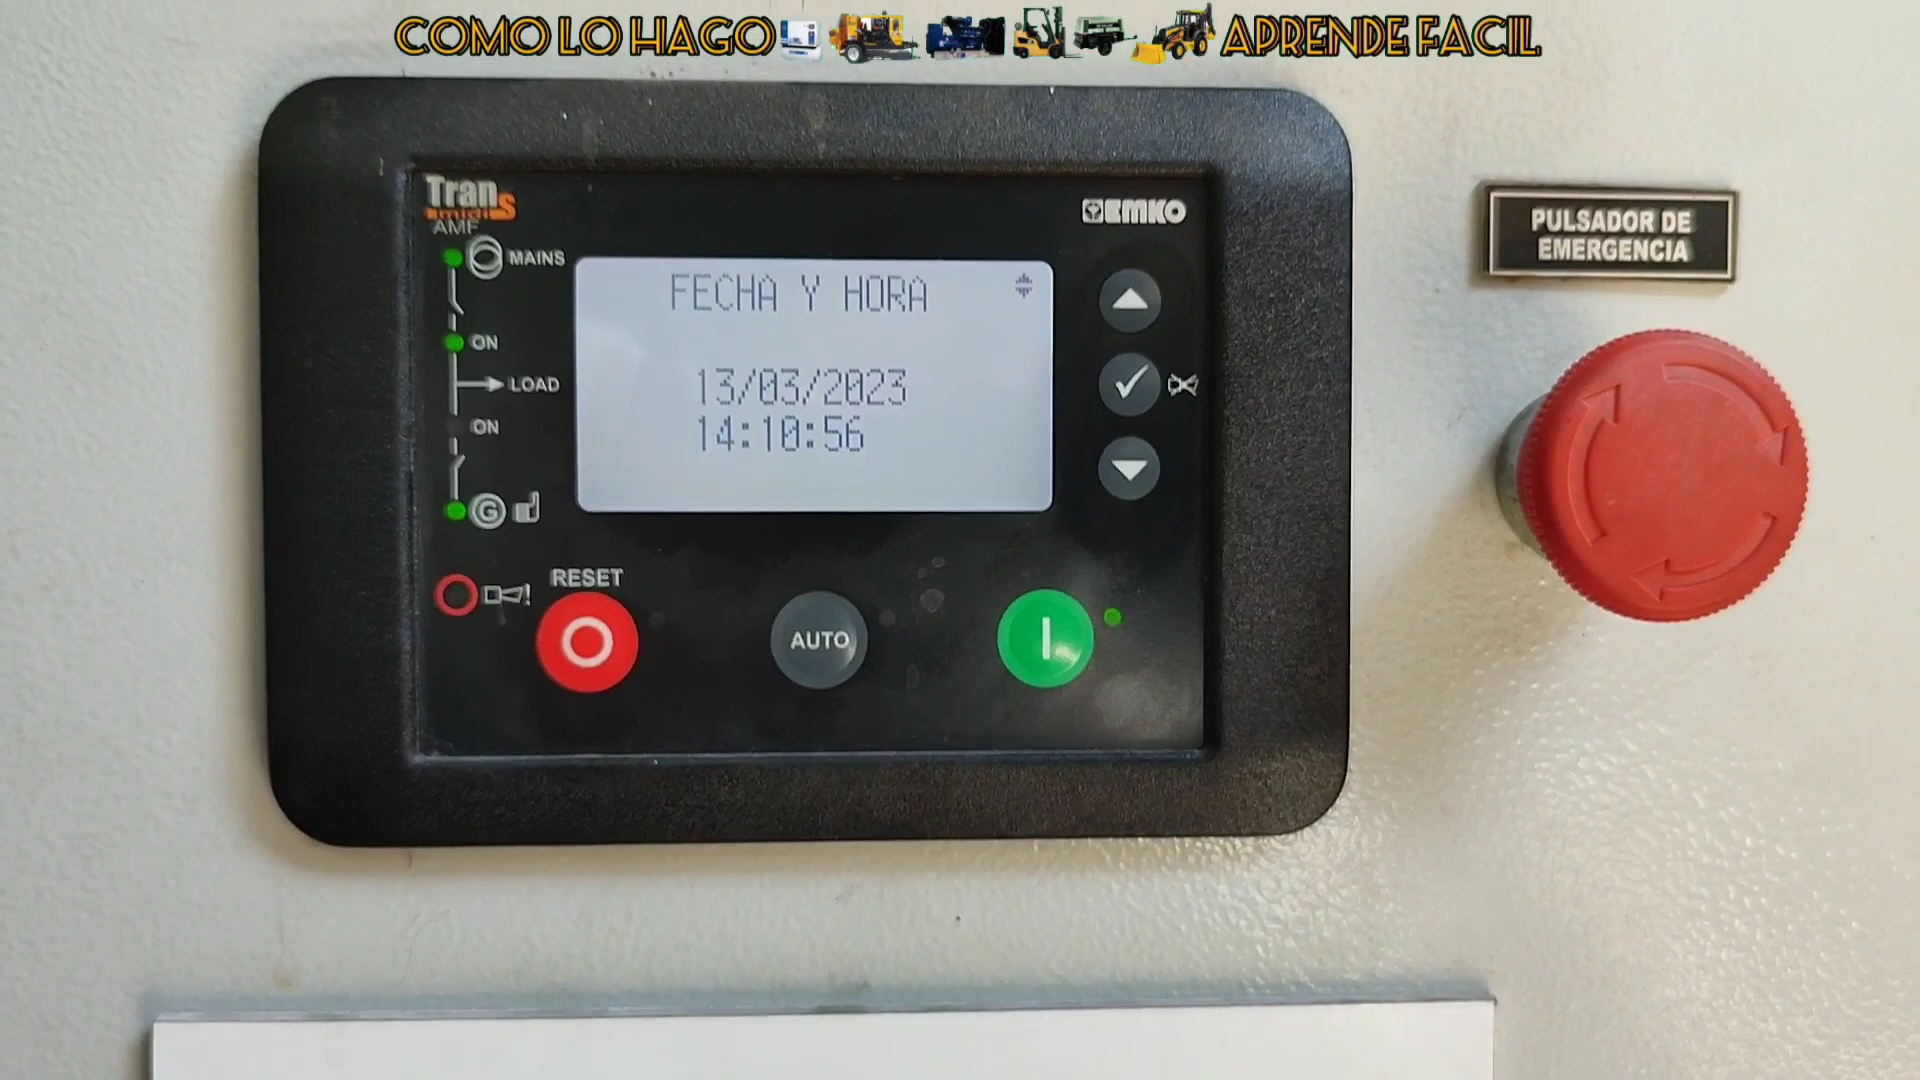 COMO LO HAGO APRENDE FACIL
Trans
midi
AMF
EMKO
MAINS
ON
LOAD
ON
G
FECHA Y HORA
13/03/2023
14:10:56
RESET
AUTO
PULSADOR DE
EMERGENCIA